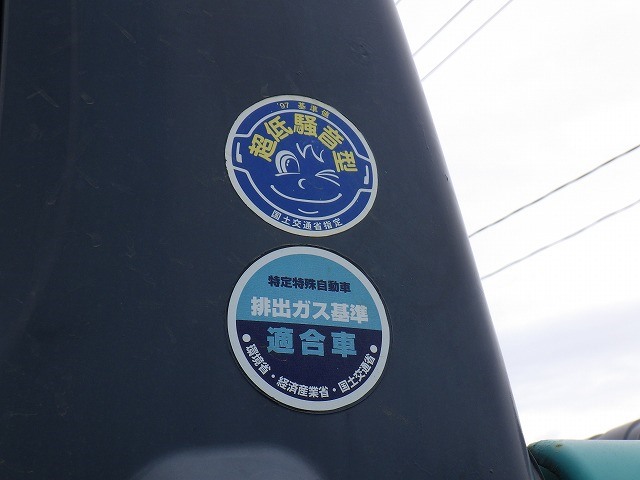 '97 基準値
超低騒音型
国土交通省指定
特定特殊自動車
排出ガス基準
適合車
・環境省・経済産業省・国土交通省・